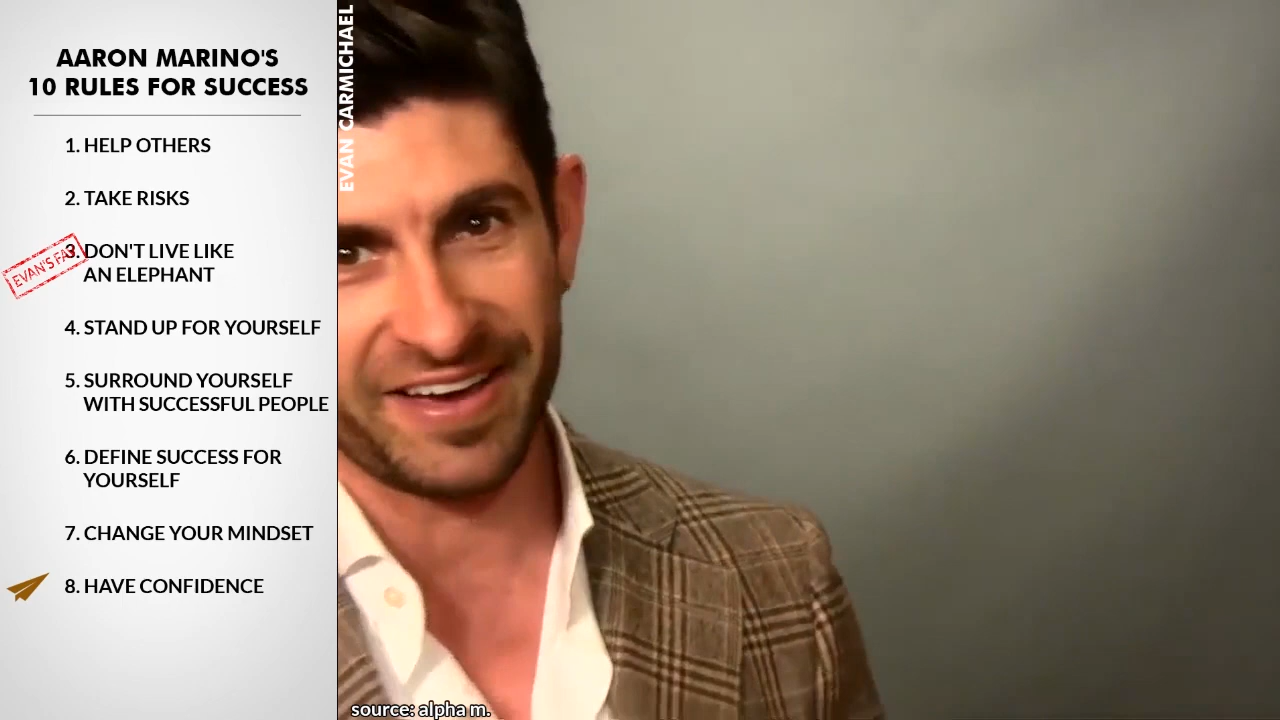 AARON MARINO'S
10 RULES FOR SUCCESS
1. HELP OTHERS
2. TAKE RISKS
3. DON'T LIVE LIKE
AN ELEPHANT
EVAN'S
4. STAND UP FOR YOURSELF
5. SURROUND YOURSELF
WITH SUCCESSFUL PEOPLE
6. DEFINE SUCCESS FOR
YOURSELF
7. CHANGE YOUR MINDSET
8. HAVE CONFIDENCE
EVAN CARMICHAEL
source: alpha m.